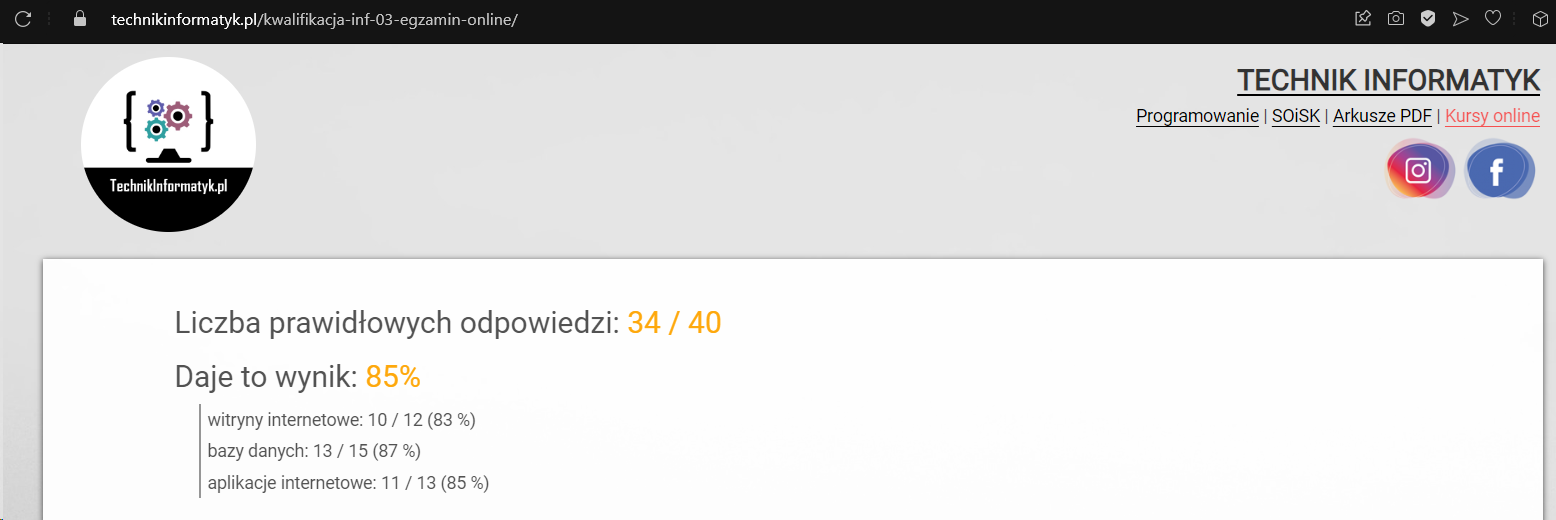 technikinformatyk.pl/kwalifikacja-inf-03-egzamin-online/
TechnikInformatyk.pl
TECHNIK INFORMATYK
Programowanie | SOiSK | Arkusze PDF | Kursy online
Liczba prawidłowych odpowiedzi: 34 / 40
Daje to wynik: 85%
witryny internetowe: 10 / 12 (83 %)
bazy danych: 13 / 15 (87 %)
aplikacje internetowe: 11 / 13 (85 %)